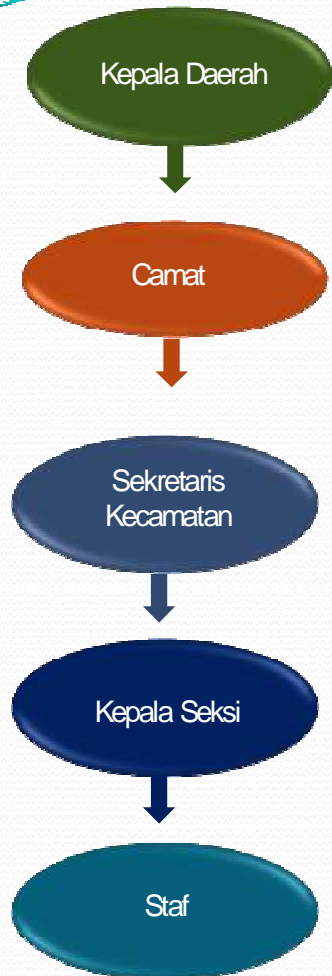 Kepala Daerah
Camat
Sekretaris
Kecamatan
Kepala Seksi
Staf